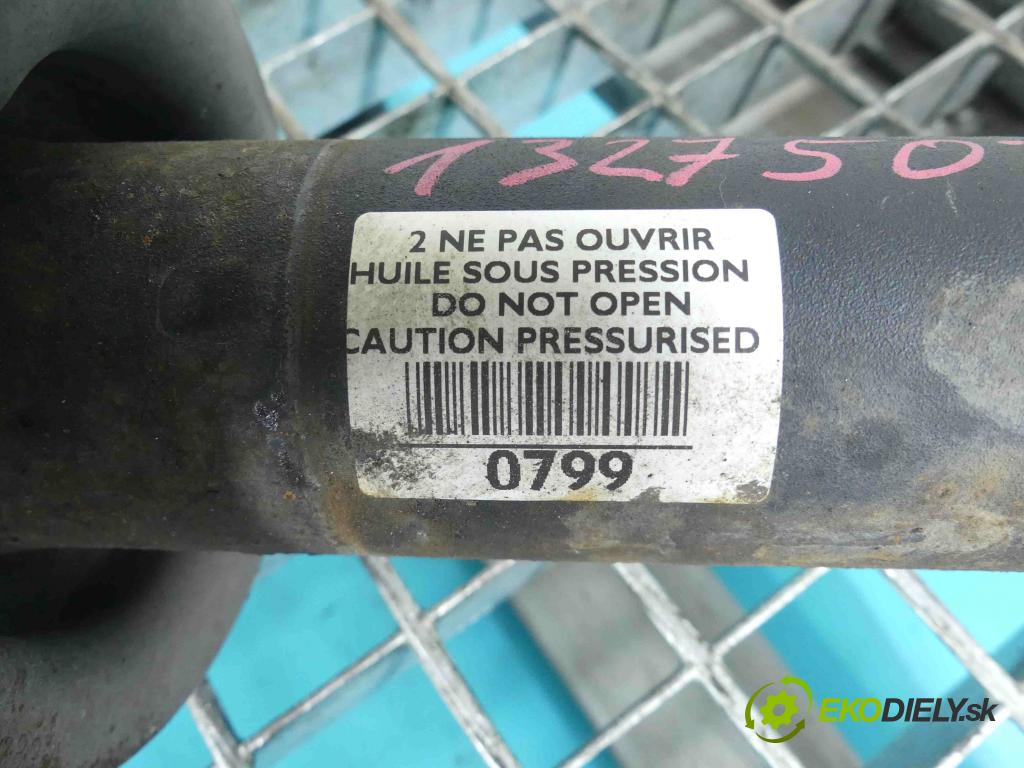 132750
2 NE PAS OUVRIR
HUILE SOUS PRESSION
DO NOT OPEN
CAUTION PRESSURISED
0799
EKODIELY.sk